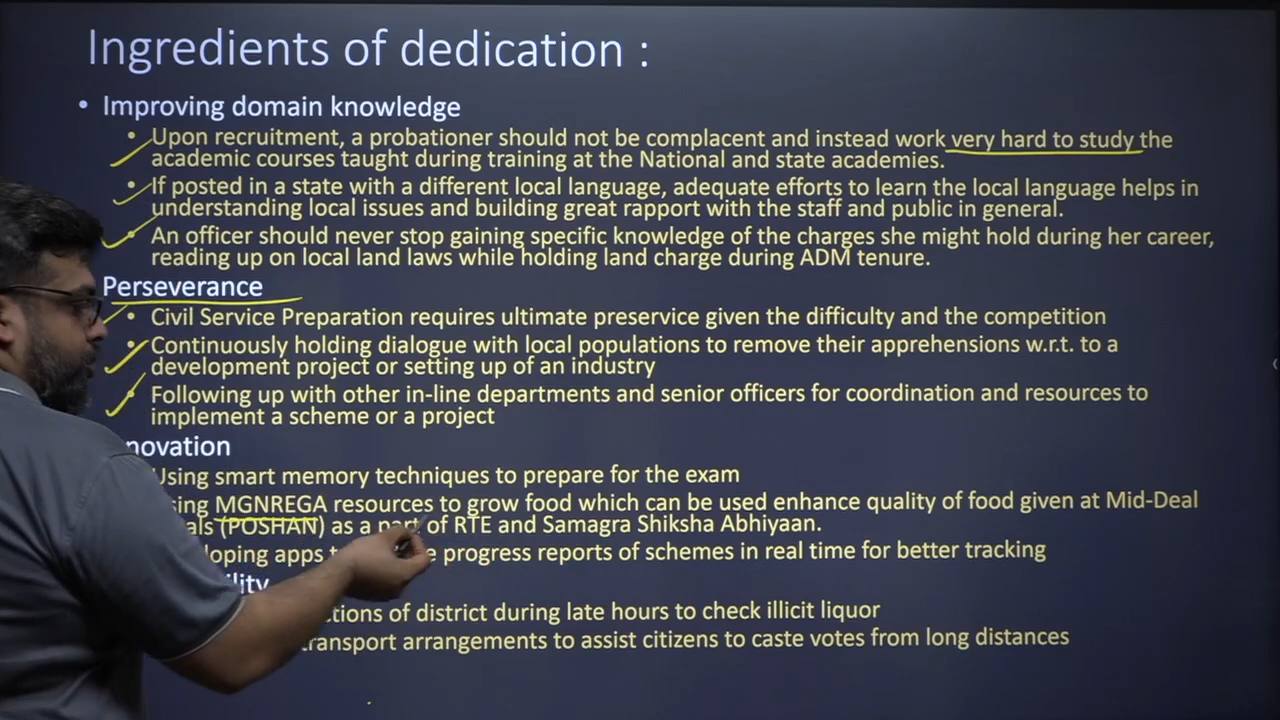 Ingredients of dedication :
• Improving domain knowledge
• Upon recruitment, a probationer should not be complacent and instead work very hard to study the
academic courses taught during training at the National and state academies.
• If posted in a state with a different local language, adequate efforts to learn the local language helps in
understanding local issues and building great rapport with the staff and public in general.
• An officer should never stop gaining specific knowledge of the charges she might hold during her career,
reading up on local land laws while holding land charge during ADM tenure.
Perseverance
• Civil Service Preparation requires ultimate preservice given the difficulty and the competition
• Continuously holding dialogue with local populations to remove their apprehensions w.r.t. to a
development project or setting up of an industry
• Following up with other in-line departments and senior officers for coordination and resources to
implement a scheme or a project
novation
Using smart memory techniques to prepare for the exam
sing MGNREGA resources to grow food which can be used enhance quality of food given at Mid-Deal
als (POSHAN) as a part of RTE and Samagra Shiksha Abhiyaan.
loping apps progress reports of schemes in real time for better tracking
ility
ctions of district during late hours to check illicit liquor
transport arrangements to assist citizens to caste votes from long distances